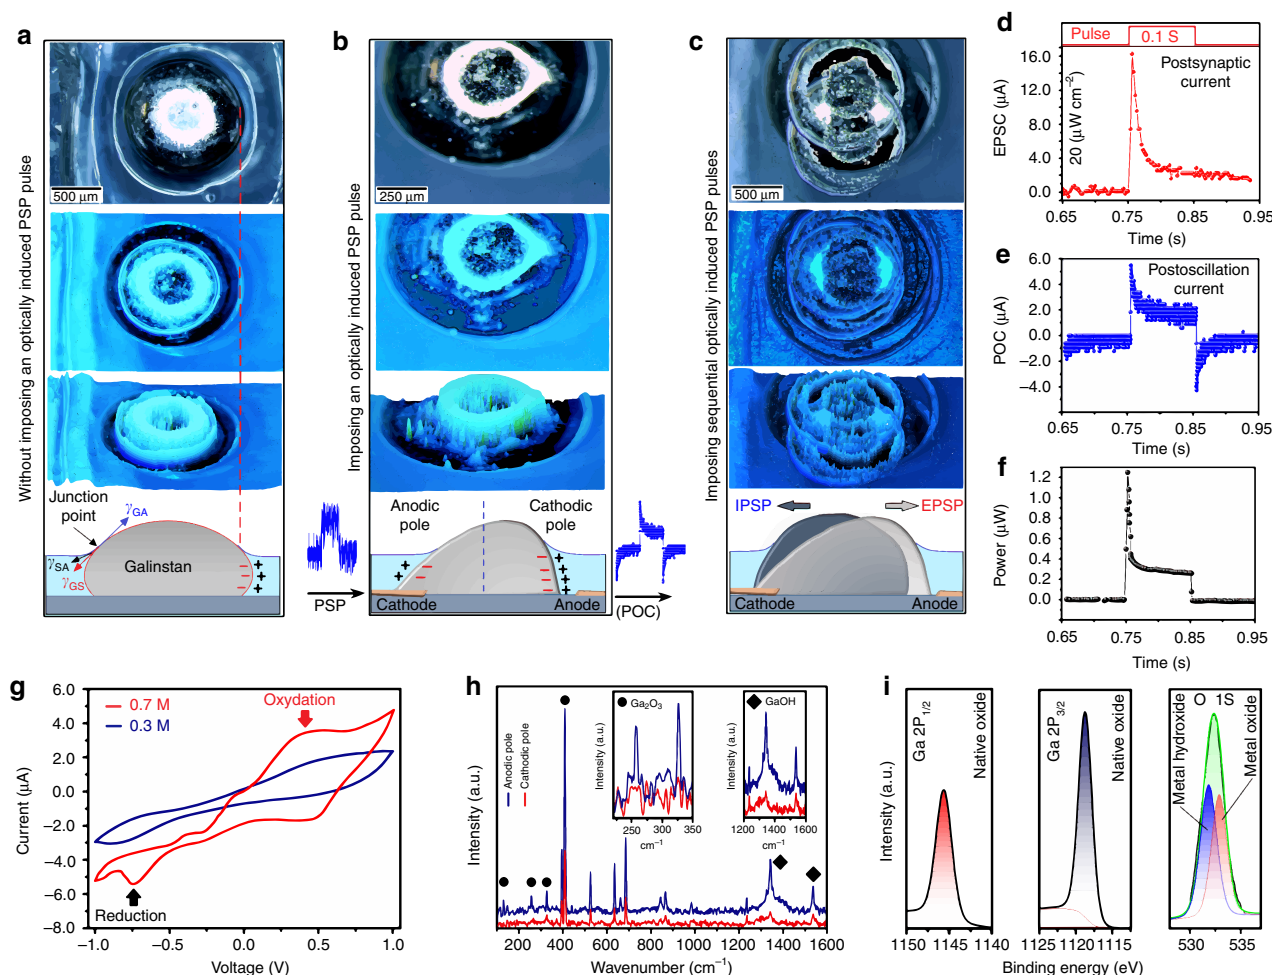 a
Without imposing an optically induced PSP pulse
500 μm
Junction
point
γGA
γSA
γGS
Galinstan
b
Imposing an optically induced PSP pulse
250 μm
Anodic
pole
Cathodic
pole
Cathode
Anode
PSP
(POC)
c
Imposing sequential optically induced PSP pulses
500 μm
IPSP
EPSP
d
Pulse
0.1 S
Postsynaptic
current
20 (μW cm⁻²)
EPSC (μA)
16.0
12.0
8.0
4.0
0.0
0.65 0.75 0.85 0.95
Time (s)
e
Postoscillation
current
POC (μA)
6.0
4.0
2.0
0.0
−2.0
−4.0
0.65 0.75 0.85 0.95
Time (s)
f
Power (μW)
1.2
1.0
0.8
0.6
0.4
0.2
0.0
0.65 0.75 0.85 0.95
Time (s)
g
0.7 M
0.3 M
Oxydation
Reduction
Current (μA)
6.0
4.0
2.0
0.0
−2.0
−4.0
−6.0
−8.0
−1.0 −0.5 0.0 0.5 1.0
Voltage (V)
h
Intensity (a.u.)
Anodic pole
Cathodic pole
Ga₂O₃
Intensity (a.u.)
250 300 350
cm⁻¹
GaOH
Intensity (a.u.)
1200 1400 1600
cm⁻¹
200 400 600 800 1000 1200 1400 1600
Wavenumber (cm⁻¹)
i
Intensity (a.u.)
Ga 2P1/2
Native oxide
1150 1145 1140
Ga 2P3/2
Native oxide
1125 1120 1115
O 1S
Metal hydroxide
Metal oxide
530 535
Binding energy (eV)